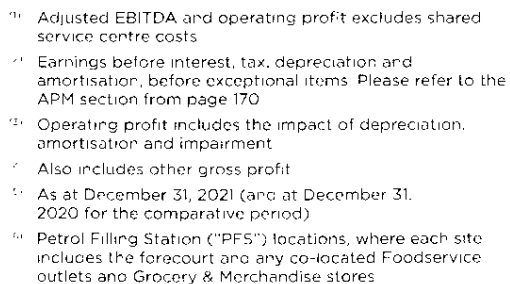 (1) Adjusted EBITDA and operating profit excludes shared
service centre costs
Earnings before interest, tax, depreciation and
amortisation, before exceptional items Please refer to the
APM section from page 170
(3) Operating profit includes the impact of depreciation,
amortisation and impairment
Also includes other gross profit
As at December 31, 2021 (and at December 31,
2020 for the comparative period)
(6) Petrol Filling Station ("PFS") locations, where each site
includes the forecourt and any co-located Foodservice
outlets and Grocery & Merchandise stores